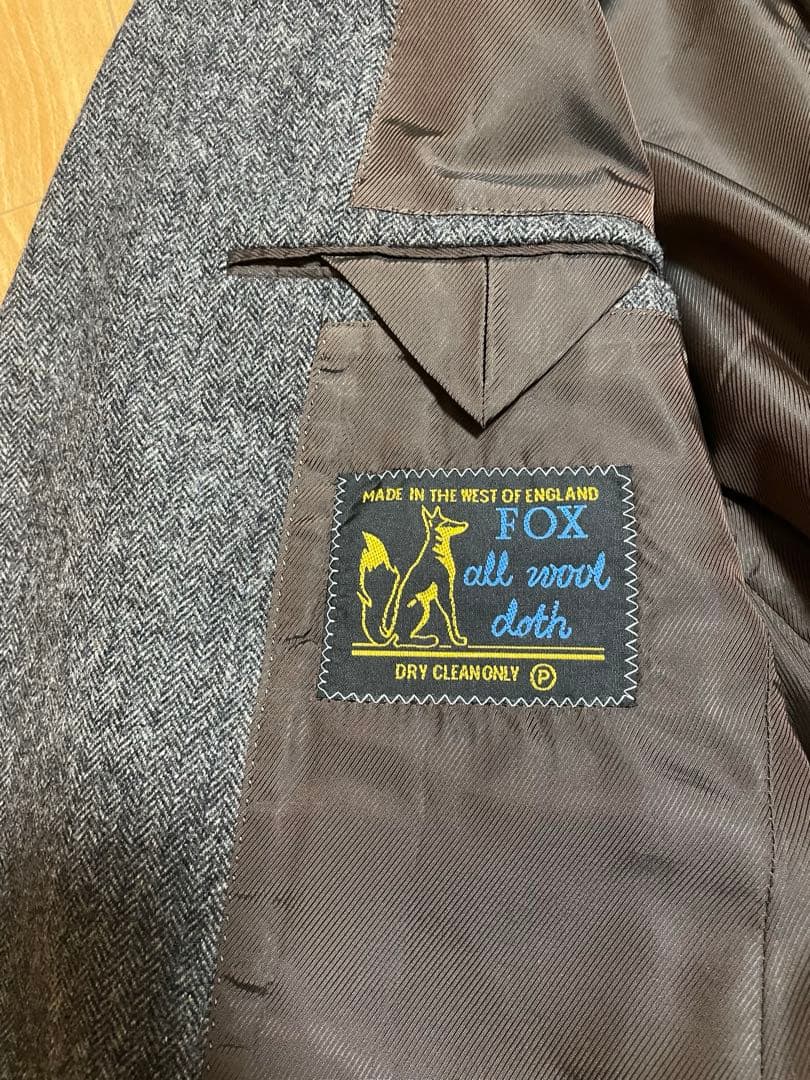 MADE IN THE WEST OF ENGLAND
FOX
all wool
cloth
DRY CLEAN ONLY P